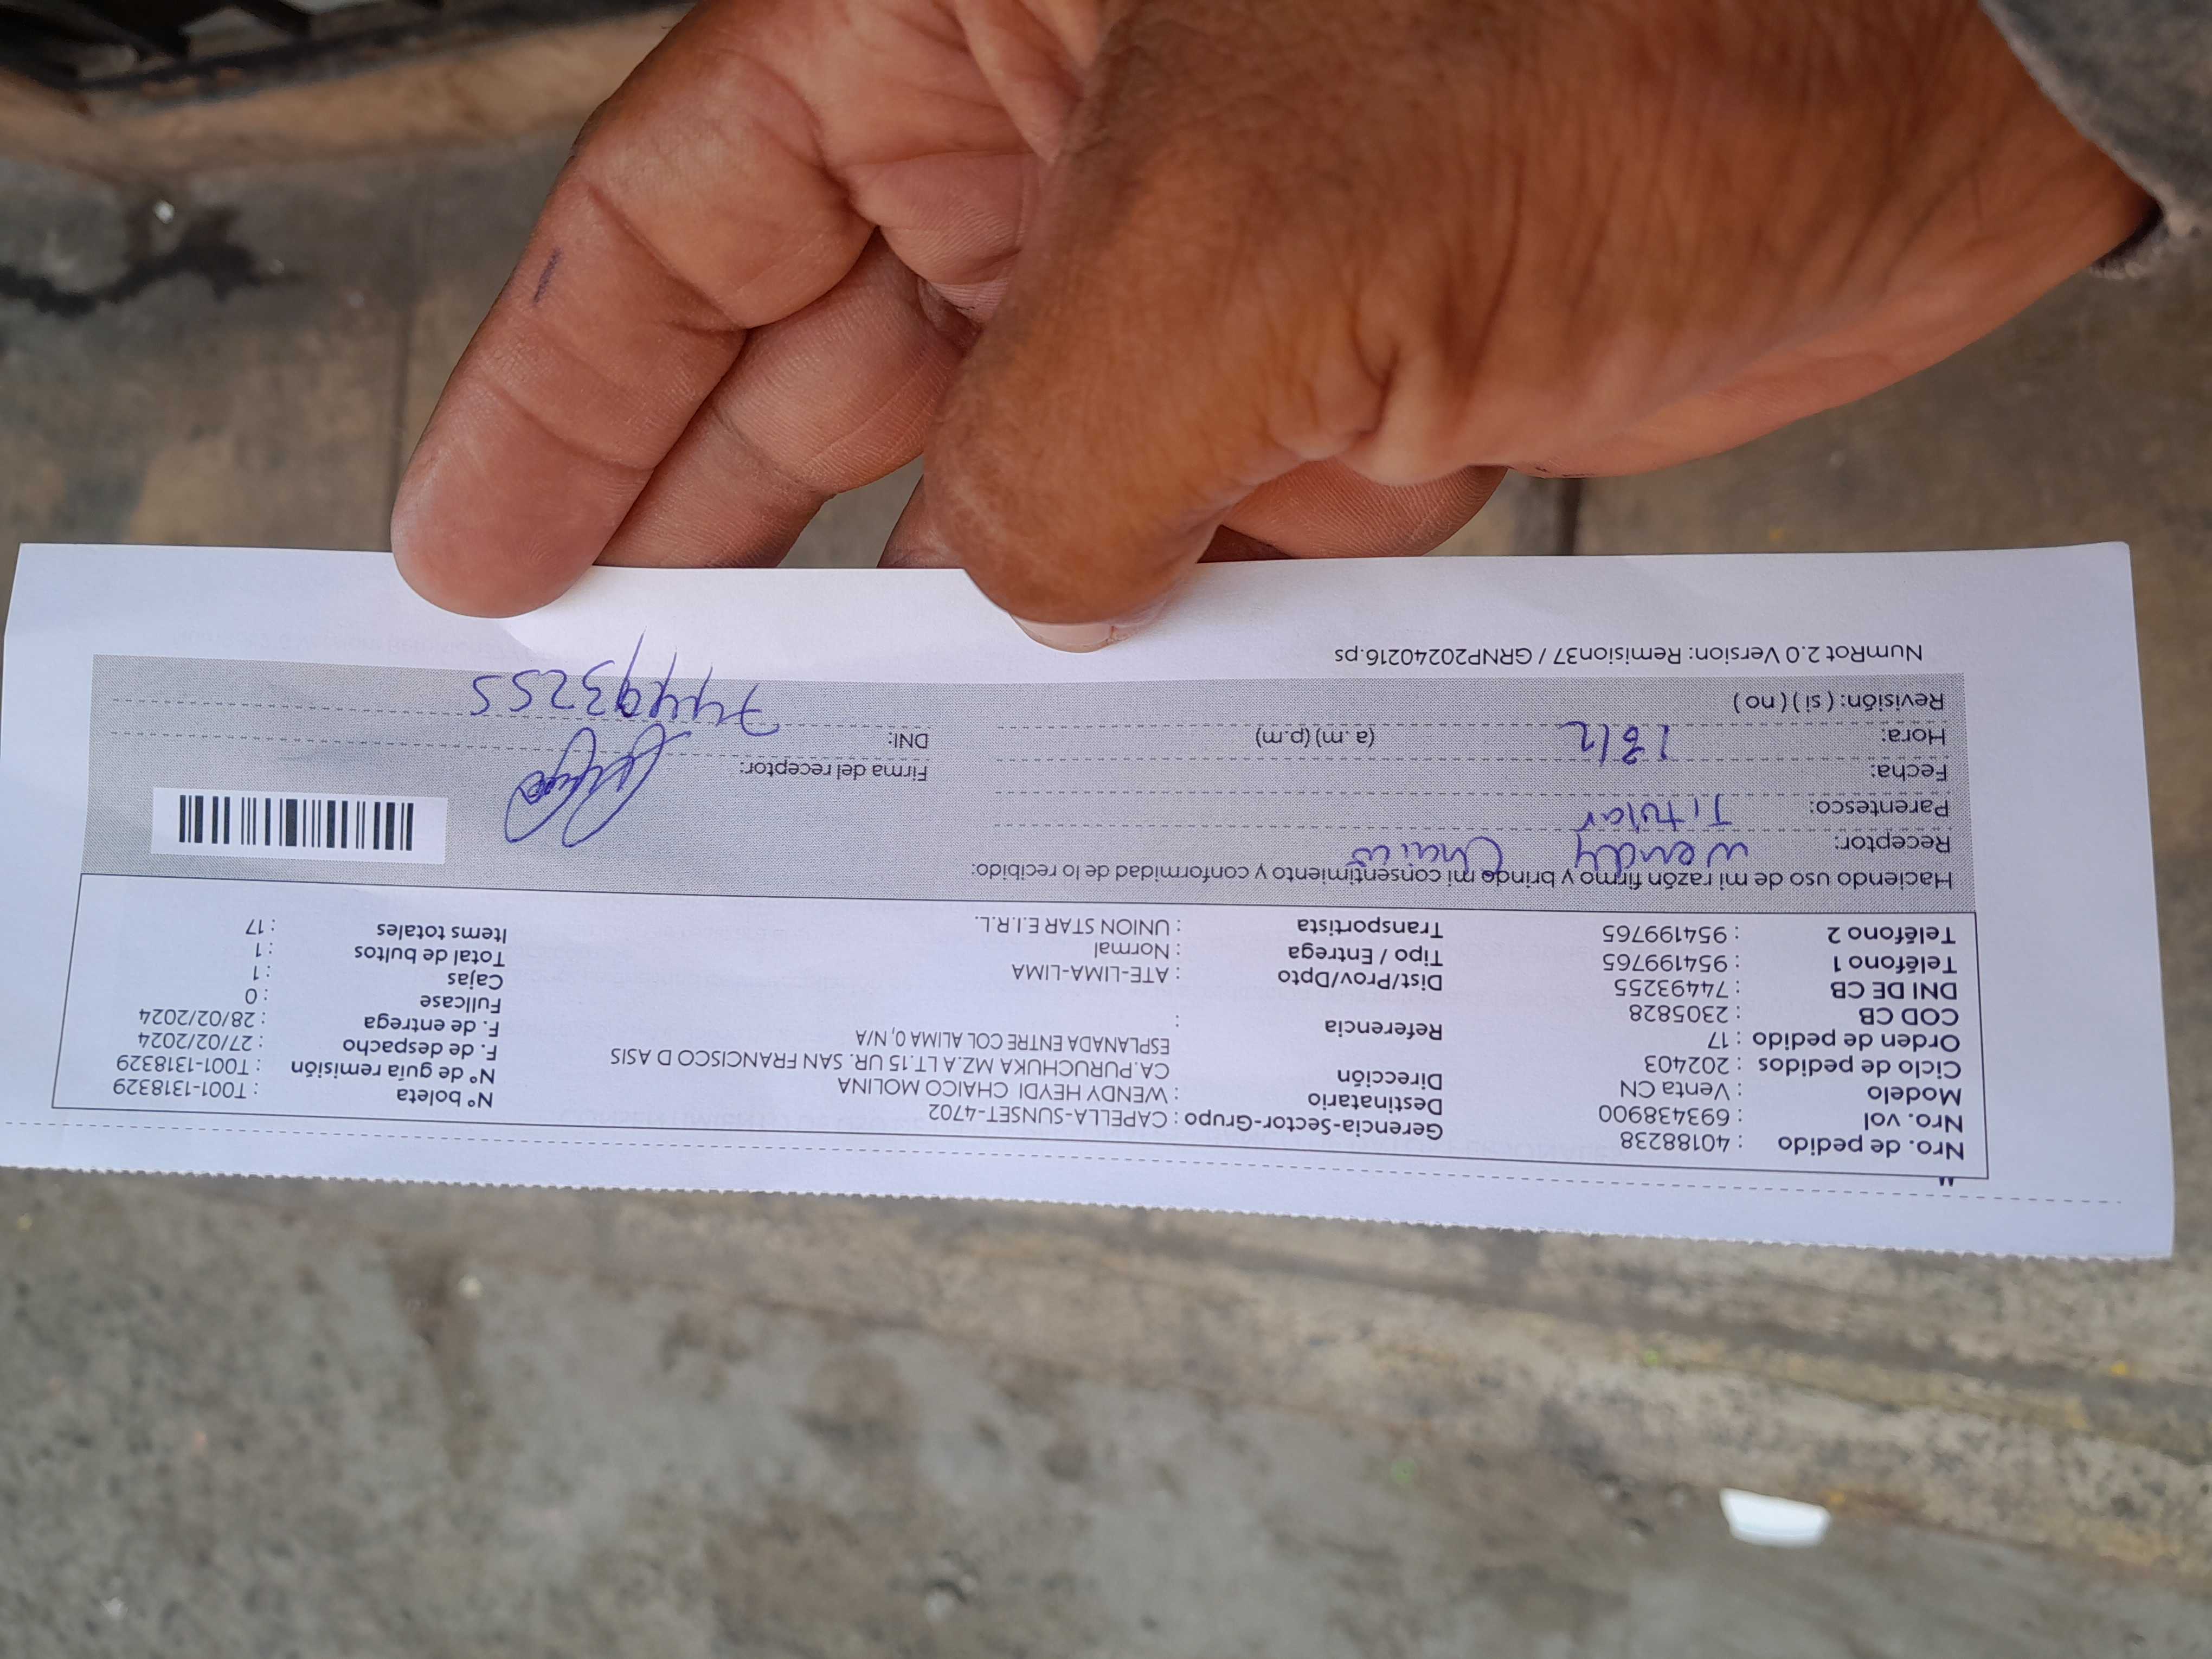 Nro. de pedido : 40188238
Nro. vol : 693438900
Modelo : Venta CN
Ciclo de pedidos : 202403
Orden de pedido : 17
COD CB : 2305828
DNI DE CB : 74493255
Teléfono 1 : 954199765
Teléfono 2 : 954199765
Gerencia-Sector-Grupo : CAPELLA-SUNSET-4702
Destinatario : WENDY HEYDI CHAICO MOLINA
Dirección CA.PURUCHUKA MZ.A LT.15 UR. SAN FRANCISCO D ASIS
ESPLANADA ENTRE COL ALIMA 0, N/A
Referencia :
Dist/Prov/Dpto : ATE-LIMA-LIMA
Tipo / Entrega : Normal
Transportista : UNION STAR E.I.R.L.
N° boleta : T001-1318329
N° de guía remisión : T001-1318329
F. de despacho : 27/02/2024
F. de entrega : 28/02/2024
Fullcase : 0
Cajas : 1
Total de bultos : 1
Items totales : 17
Haciendo uso de mi razón firmo y brindo mi consentimiento y conformidad de lo recibido:
Receptor: Wendy Chaico
Parentesco: Titular
Fecha:
Hora: 28/2 (a .m) (p.m)
Revisión: ( si ) ( no )
Firma del receptor:
DNI: 74493255
NumRot 2.0 Version: Remision37 / GRNP20240216.ps